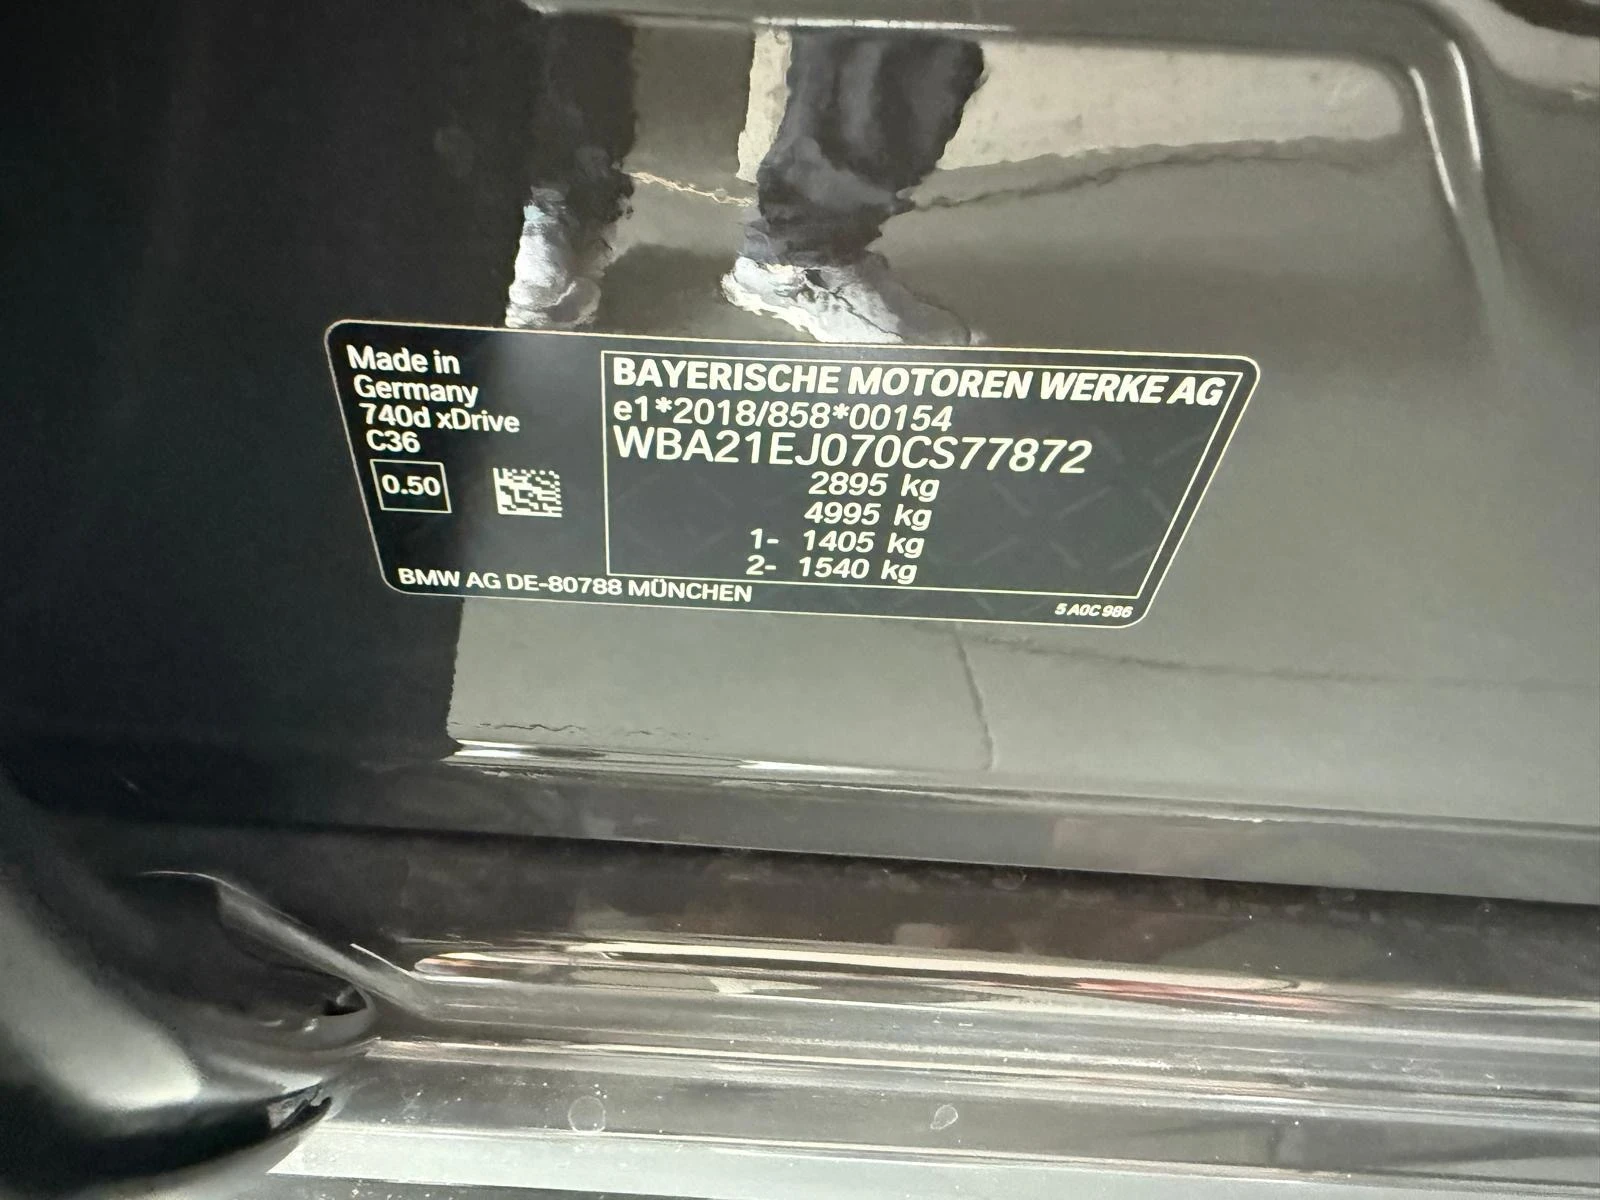 Made in
Germany
740d xDrive
C36
0.50
BAYERISCHE MOTOREN WERKE AG
e1*2018/858*00154
WBA21EJ070CS77872
2895 kg
4995 kg
1- 1405 kg
2- 1540 kg
BMW AG DE-80788 MÜNCHEN
5 A0C 986